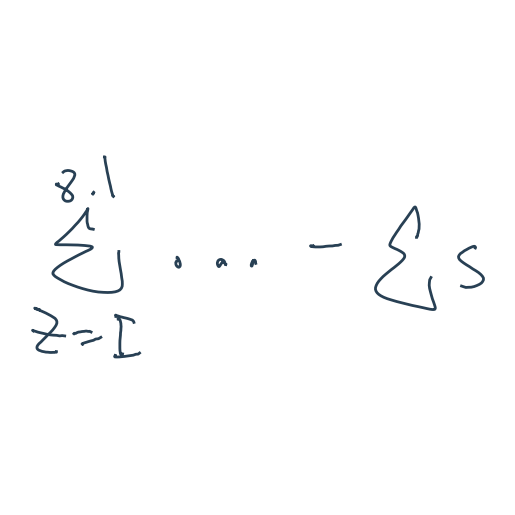 8.1
∑ . . . - ∑ s
z = I